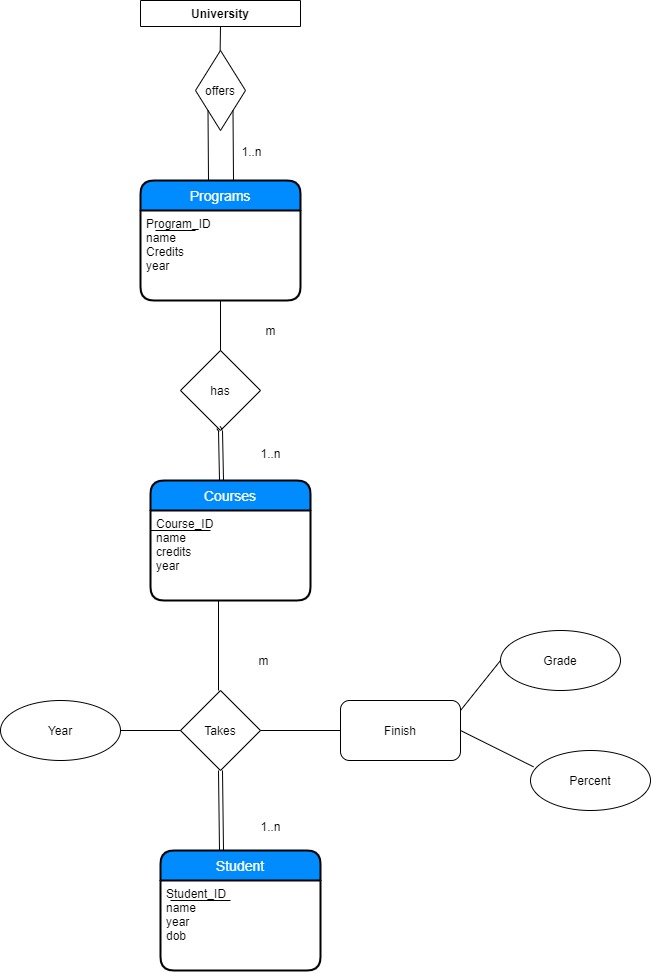 University
offers
1..n
Programs
Program_ID
name
Credits
year
m
has
1..n
Courses
Course_ID
name
credits
year
m
Grade
Year
Takes
Finish
Percent
1..n
Student
Student_ID
name
year
dob